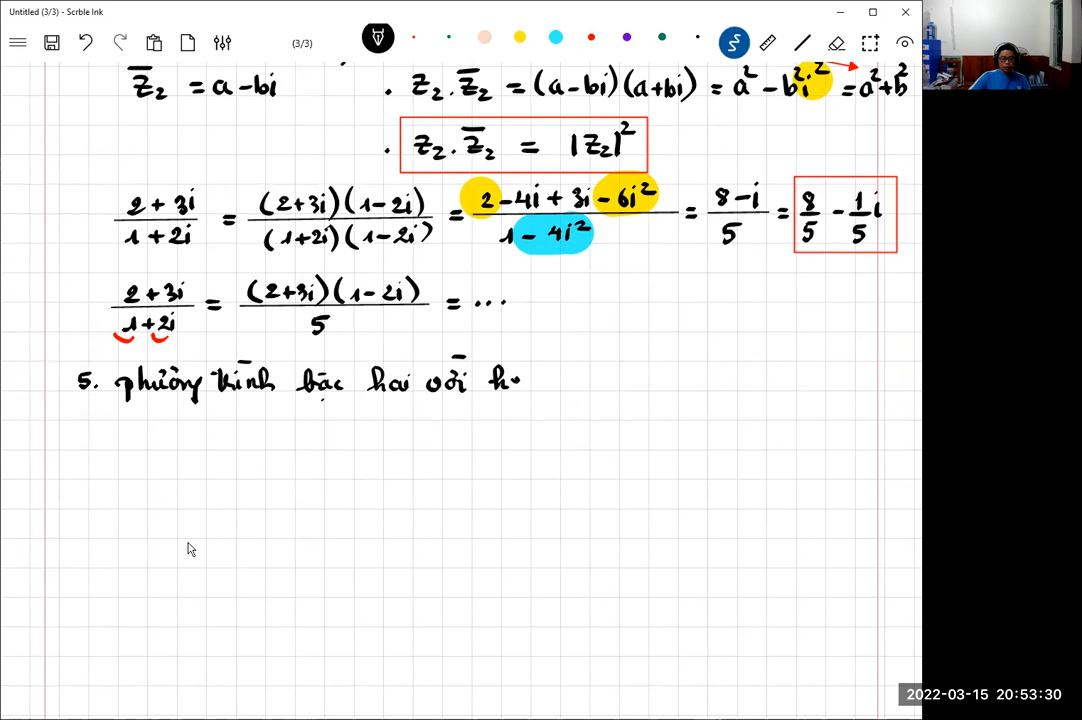 Untitled (3/3) - Scrble Ink
(3/3)
z̅₂ = a - bi
. z₂.z̅₂ = (a-bi)(a+bi) = a² - b²i² = a²+b²
. z₂.z̅₂ = |z₂|²
(2+3i)/(1+2i) = ((2+3i)(1-2i))/((1+2i)(1-2i)) = (2-4i+3i-6i²)/(1-4i²) = (8-i)/5 = 8/5 - 1/5 i
(2+3i)/(1+2i) = ((2+3i)(1-2i))/5 = ...
5. phương trình bậc hai với h
2022-03-15 20:53:30